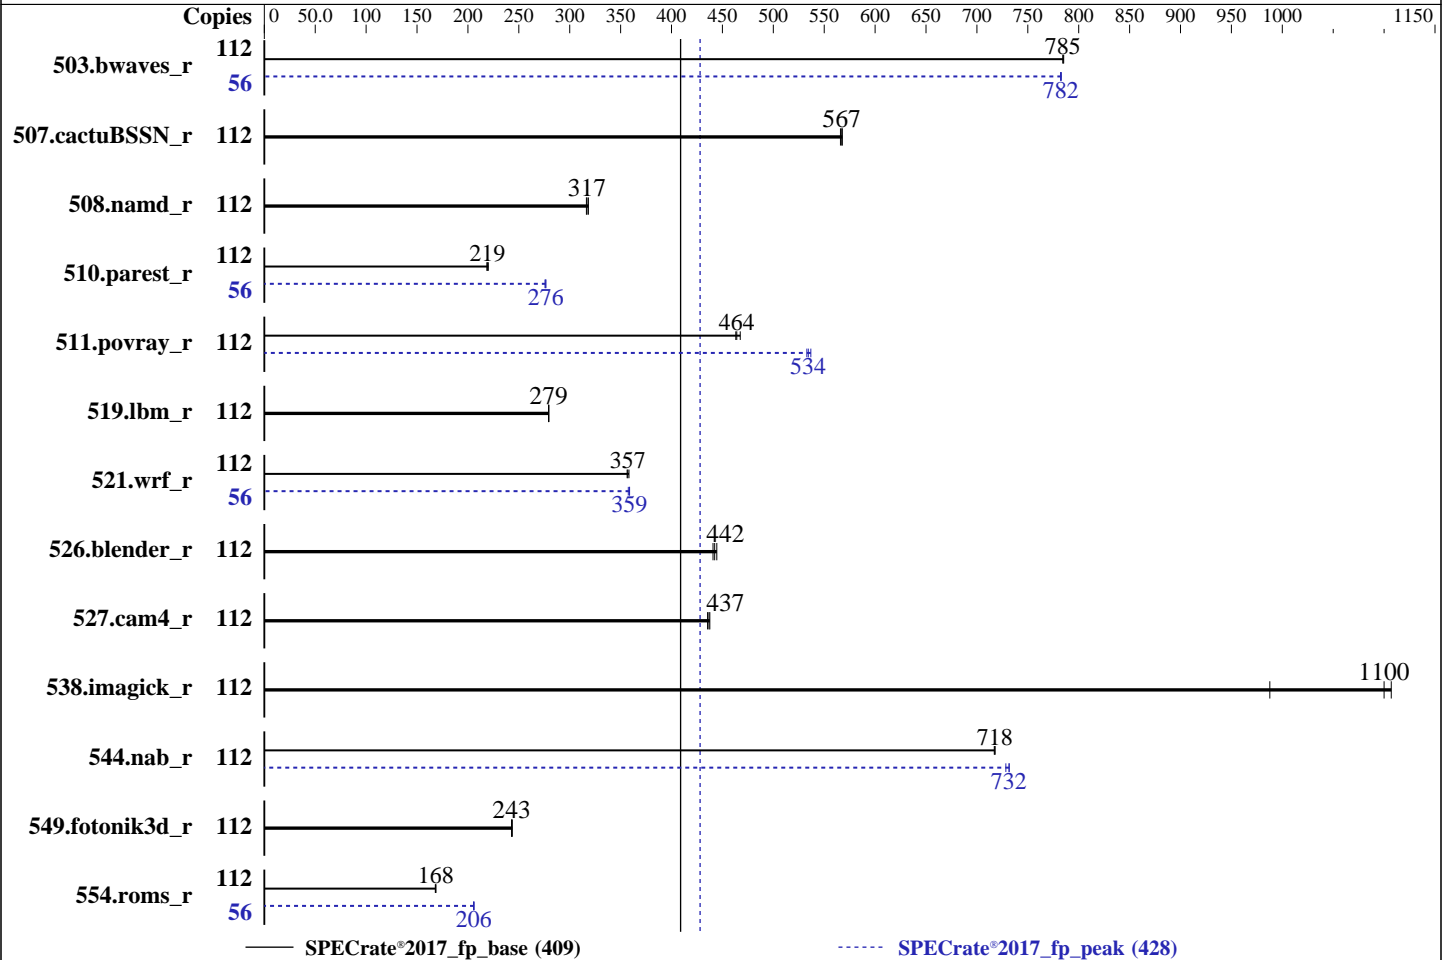 Copies 0 50.0 100 150 200 250 300 350 400 450 500 550 600 650 700 750 800 850 900 950 1000 1150
503.bwaves_r 112 785
56 782
507.cactuBSSN_r 112 567
508.namd_r 112 317
510.parest_r 112 219
56 276
511.povray_r 112 464
534
519.lbm_r 112 279
521.wrf_r 112 357
56 359
526.blender_r 112 442
527.cam4_r 112 437
538.imagick_r 112 1100
544.nab_r 112 718
732
549.fotonik3d_r 112 243
554.roms_r 112 168
56 206
SPECrate®2017_fp_base (409) SPECrate®2017_fp_peak (428)